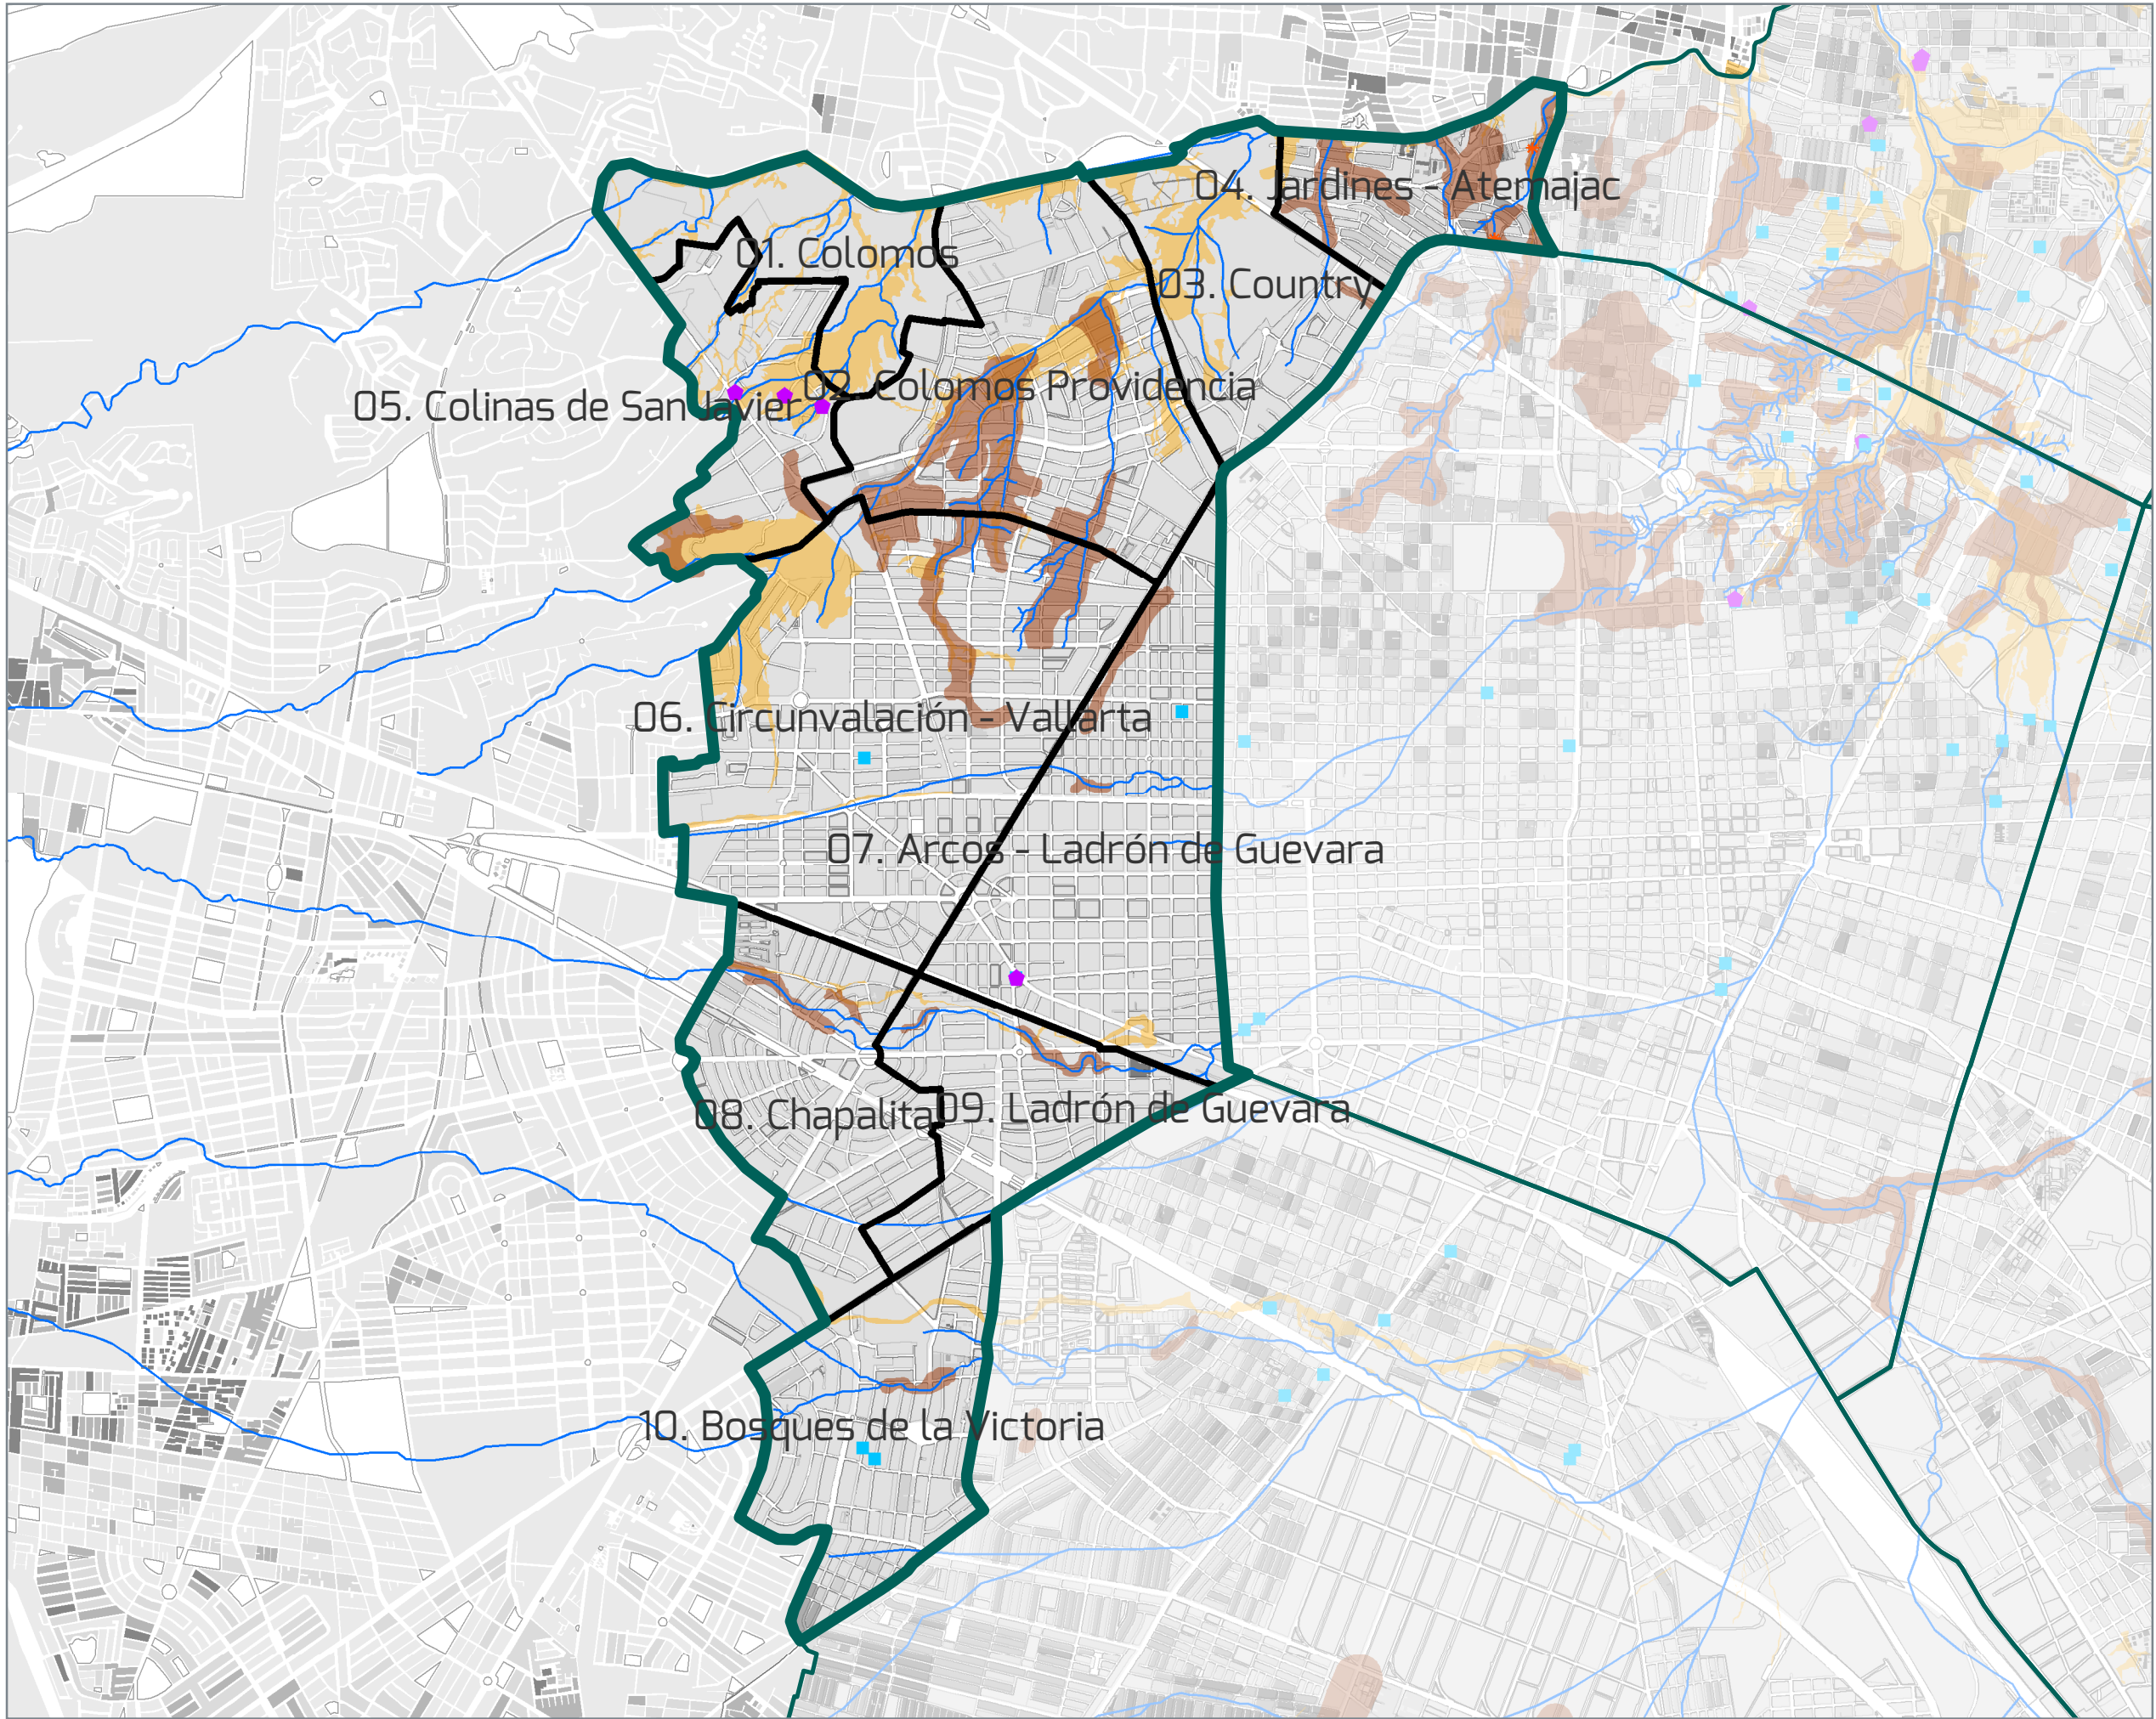 04. Jardines - Atemajac
01. Colomos
03. Country
02. Colomos Providencia
05. Colinas de San Javier
06. Circunvalación - Vallarta
07. Arcos - Ladrón de Guevara
08. Chapalita
09. Ladrón de Guevara
10. Bosques de la Victoria